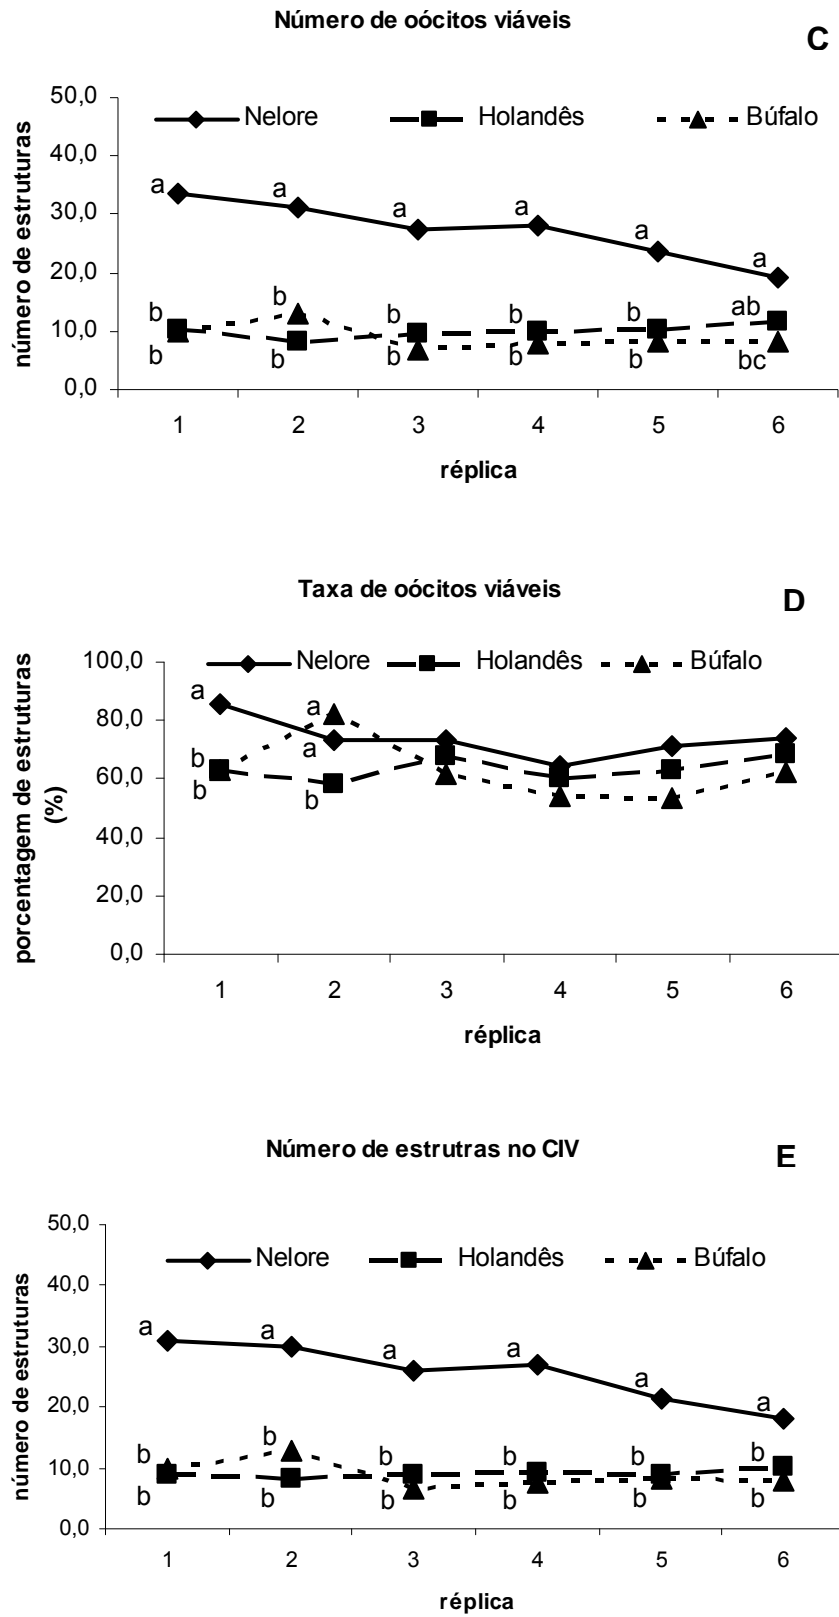 Número de oócitos viáveis
C
número de estruturas
50,0
40,0
30,0
20,0
10,0
0,0
Nelore Holandês Búfalo
a a a a a a
b b b b b ab
b b b b b bc
1 2 3 4 5 6
réplica
Taxa de oócitos viáveis
D
porcentagem de estruturas
(%)
100,0
80,0
60,0
40,0
20,0
0,0
Nelore Holandês Búfalo
a a
b a
b b
1 2 3 4 5 6
réplica
Número de estrutras no CIV
E
número de estruturas
50,0
40,0
30,0
20,0
10,0
0,0
Nelore Holandês Búfalo
a a a a a a
b b b b b b
b b b b b b
1 2 3 4 5 6
réplica